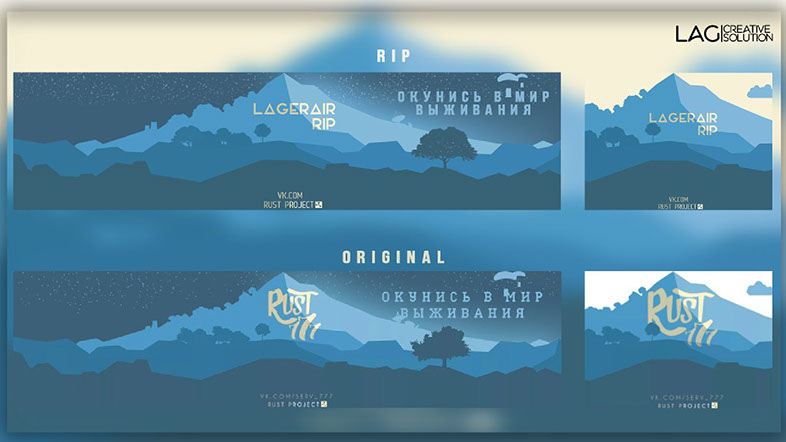 LAG CREATIVE
SOLUTION
RIP
LAGERAIR
RIP
ОКУНИСЬ В МИР
ВЫЖИВАНИЯ
VK.COM
RUST PROJECT
LAGERAIR
RIP
VK.COM
RUST PROJECT
ORIGINAL
RUST
777
ОКУНИСЬ В МИР
ВЫЖИВАНИЯ
VK.COM/SERV_777
RUST PROJECT
RUST
777
VK.COM/SERV_777
RUST PROJECT